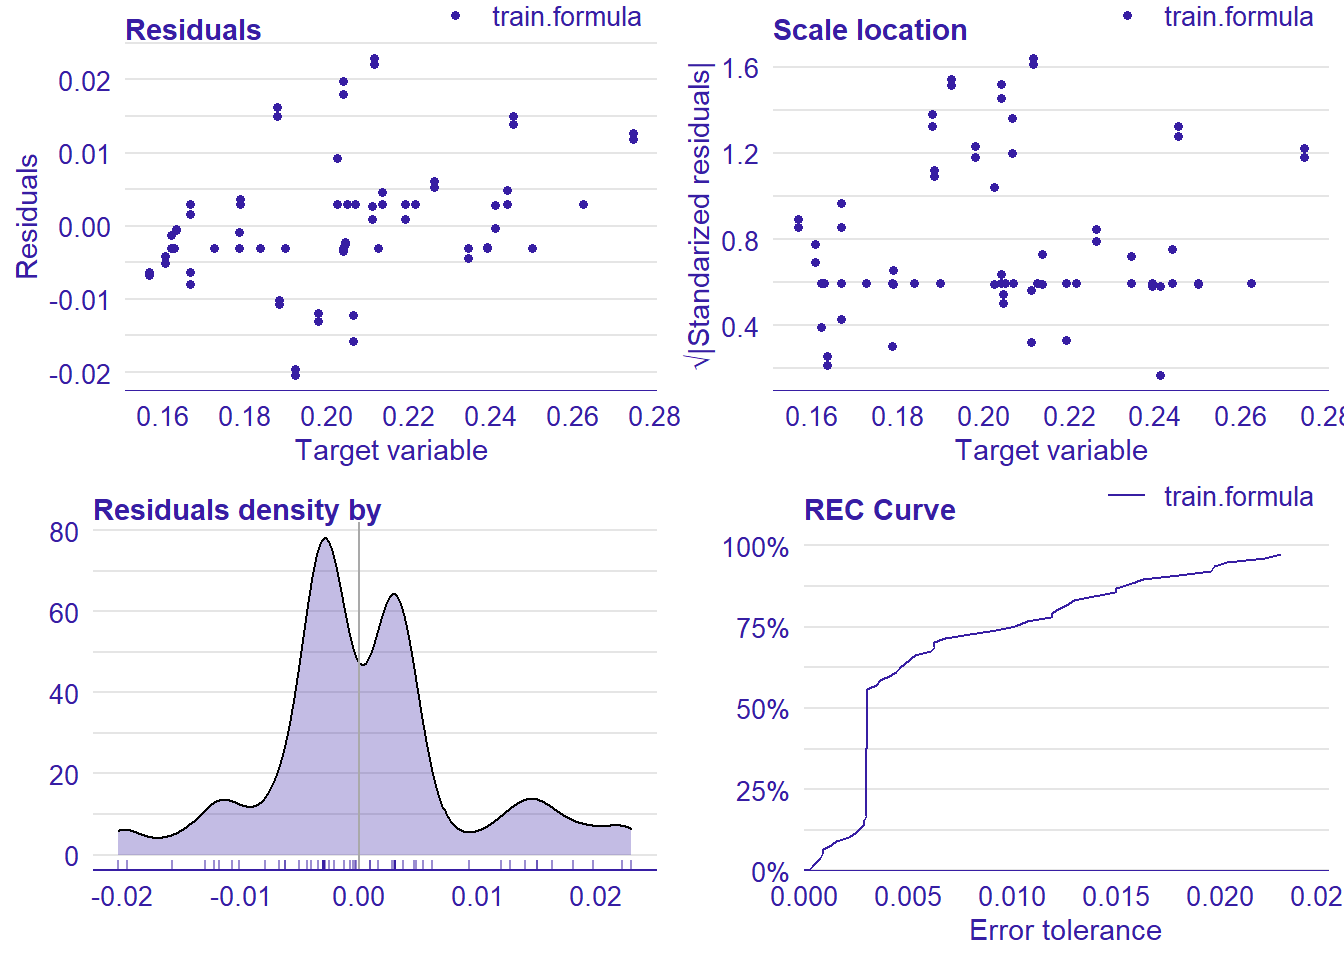 Residuals
train.formula
Residuals
0.02
0.01
0.00
-0.01
-0.02
0.16 0.18 0.20 0.22 0.24 0.26 0.28
Target variable
Scale location
train.formula
√|Standarized residuals|
1.6
1.2
0.8
0.4
0.16 0.18 0.20 0.22 0.24 0.26 0.28
Target variable
Residuals density by
80
60
40
20
0
-0.02 -0.01 0.00 0.01 0.02
REC Curve
train.formula
100%
75%
50%
25%
0%
0.000 0.005 0.010 0.015 0.020 0.02
Error tolerance